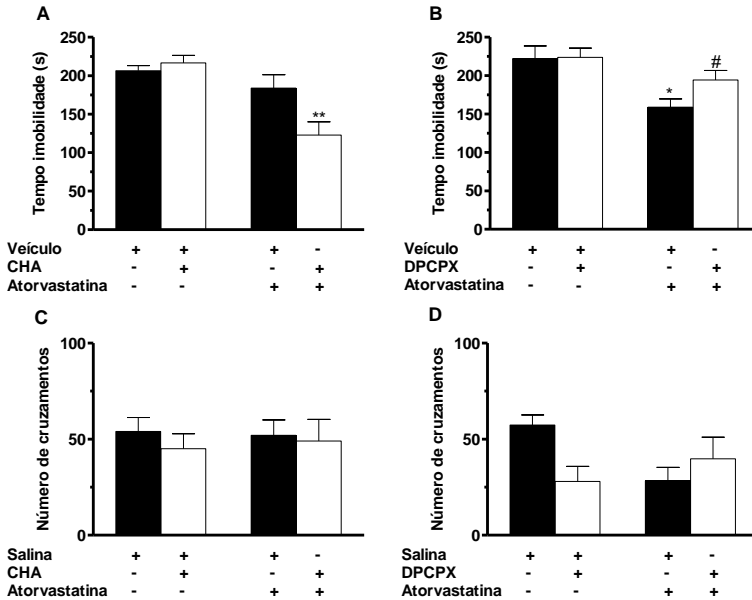 A
Tempo imobilidade (s)
250
200
150
100
50
0
**
Veículo + + + -
CHA - + - +
Atorvastatina - - + +
B
Tempo imobilidade (s)
250
200
150
100
50
0
*
#
Veículo + + + -
DPCPX - + - +
Atorvastatina - - + +
C
Número de cruzamentos
100
50
0
Salina + + + -
CHA - + - +
Atorvastatina - - + +
D
Número de cruzamentos
100
50
0
Salina + + + -
DPCPX - + - +
Atorvastatina - - + +